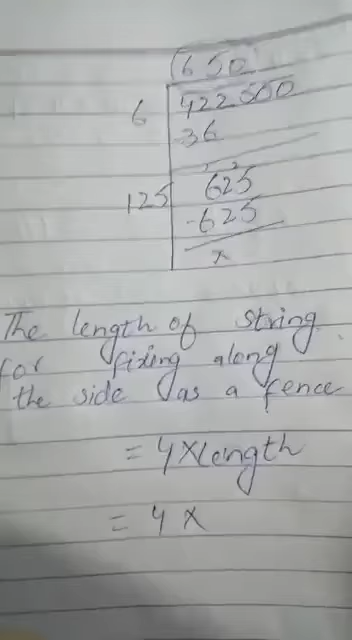 650
6 422500
-36
125 625
-625
x
The length of string
for fixing along
the side as a fence
= 4×length
= 4×